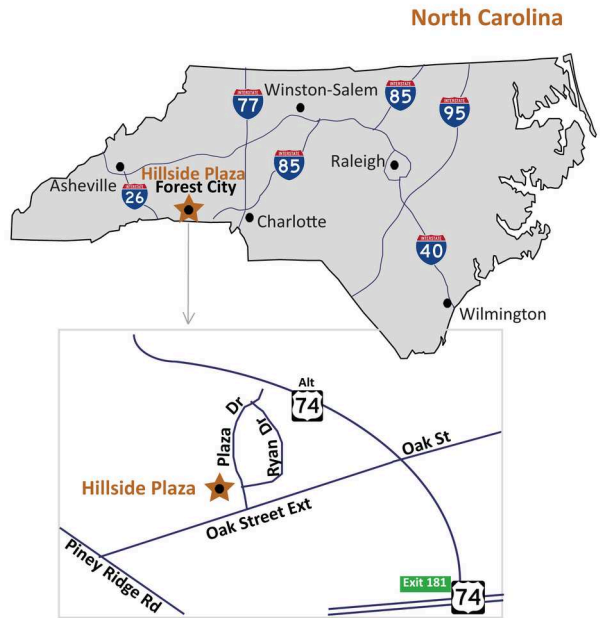 North Carolina
INTERSTATE
77
Winston-Salem
INTERSTATE
85
INTERSTATE
95
Asheville
INTERSTATE
26
Hillside Plaza
Forest City
INTERSTATE
85
Raleigh
Charlotte
INTERSTATE
40
Wilmington
Alt
74
Plaza Dr
Ryan Dr
Oak St
Hillside Plaza
Oak Street Ext
Piney Ridge Rd
Exit 181
74